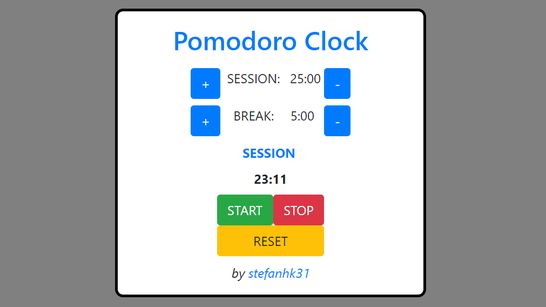 Pomodoro Clock
+ SESSION: 25:00 -
+ BREAK: 5:00 -
SESSION
23:11
START STOP
RESET
by stefanhk31